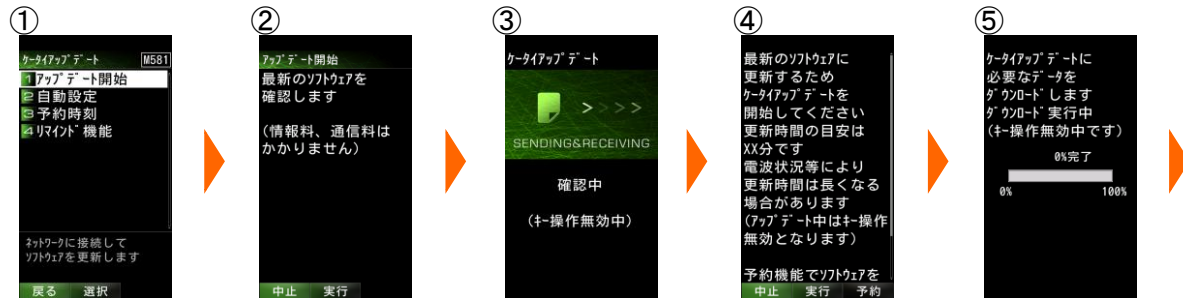 ①
ｹｰﾀｲｱｯﾌﾟﾃﾞｰﾄ M581
1ｱｯﾌﾟﾃﾞｰﾄ開始
2自動設定
3予約時刻
4ﾘﾏｲﾝﾄﾞ機能
ﾈｯﾄﾜｰｸに接続して
ｿﾌﾄｳｪｱを更新します
戻る 選択
②
ｱｯﾌﾟﾃﾞｰﾄ開始
最新のｿﾌﾄｳｪｱを
確認します
(情報料、通信料は
かかりません)
中止 実行
③
ｹｰﾀｲｱｯﾌﾟﾃﾞｰﾄ
>>>>
SENDING&RECEIVING
確認中
(ｷｰ操作無効中)
④
最新のｿﾌﾄｳｪｱに
更新するため
ｹｰﾀｲｱｯﾌﾟﾃﾞｰﾄを
開始してください
更新時間の目安は
XX分です
電波状況等により
更新時間は長くなる
場合があります
(ｱｯﾌﾟﾃﾞｰﾄ中はｷｰ操作
無効となります)
予約機能でｿﾌﾄｳｪｱを
中止 実行 予約
⑤
ｹｰﾀｲｱｯﾌﾟﾃﾞｰﾄに
必要なﾃﾞｰﾀを
ﾀﾞｳﾝﾛｰﾄﾞします
ﾀﾞｳﾝﾛｰﾄﾞ実行中
(ｷｰ操作無効中です)
0%完了
0% 100%